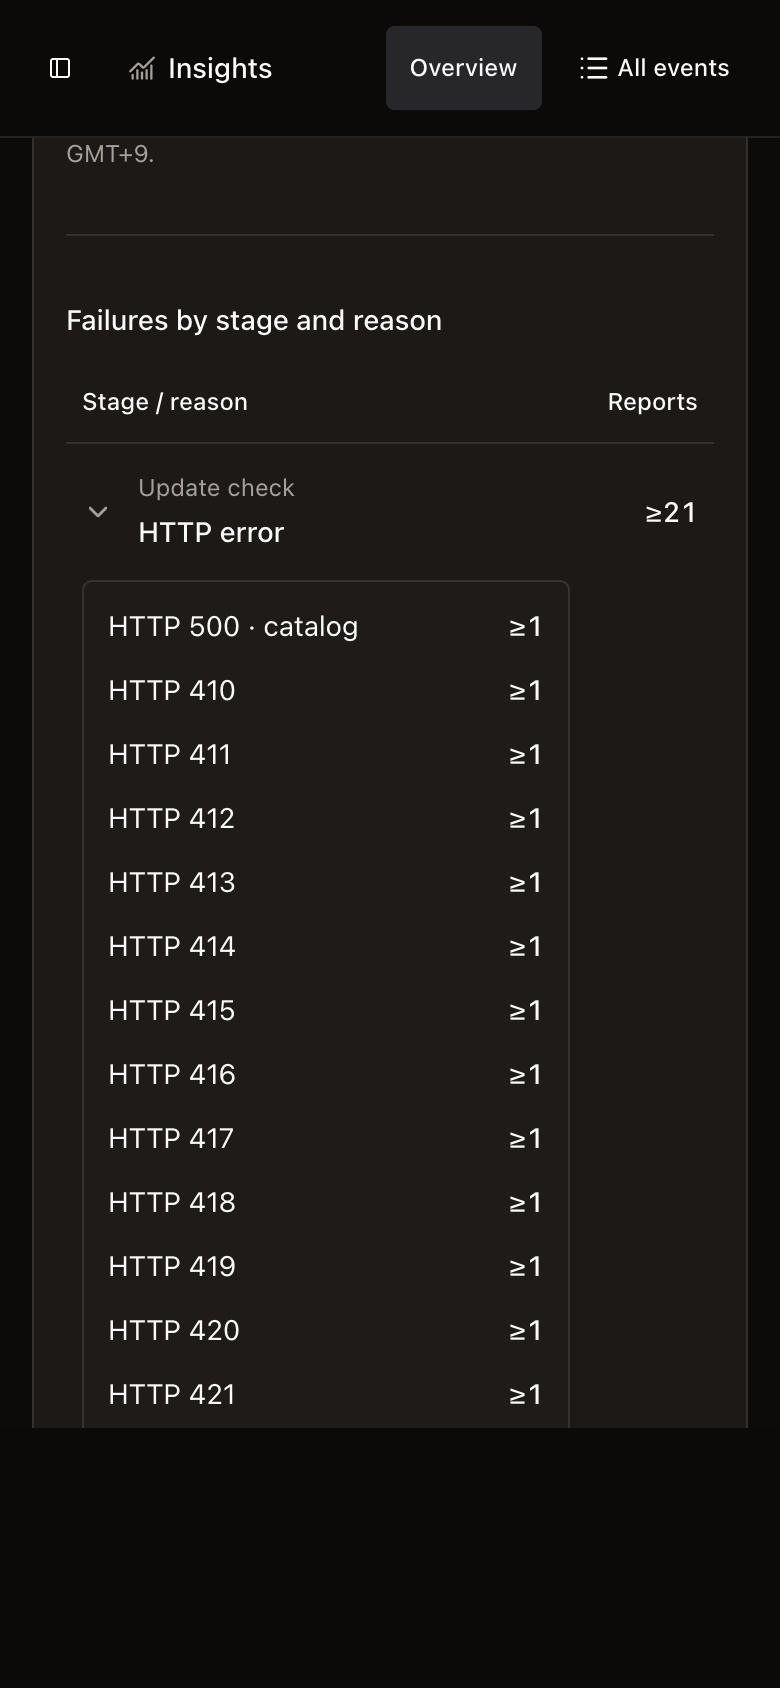 Insights
Overview
All events
GMT+9.
Failures by stage and reason
Stage / reason
Reports
Update check
HTTP error
≥21
HTTP 500 · catalog ≥1
HTTP 410 ≥1
HTTP 411 ≥1
HTTP 412 ≥1
HTTP 413 ≥1
HTTP 414 ≥1
HTTP 415 ≥1
HTTP 416 ≥1
HTTP 417 ≥1
HTTP 418 ≥1
HTTP 419 ≥1
HTTP 420 ≥1
HTTP 421 ≥1